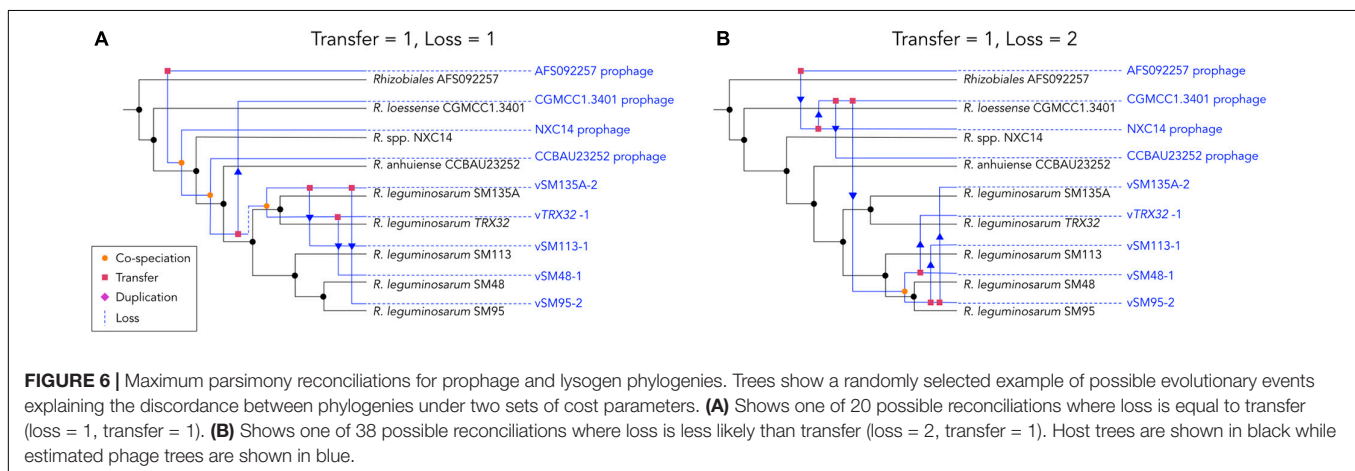 A
Transfer = 1, Loss = 1
AFS092257 prophage
Rhizobiales AFS092257
CGMCC1.3401 prophage
R. loessense CGMCC1.3401
NXC14 prophage
R. spp. NXC14
CCBAU23252 prophage
R. anhuiense CCBAU23252
vSM135A-2
R. leguminosarum SM135A
vTRX32 -1
R. leguminosarum TRX32
vSM113-1
R. leguminosarum SM113
vSM48-1
R. leguminosarum SM48
vSM95-2
R. leguminosarum SM95
Co-speciation
Transfer
Duplication
Loss
B
Transfer = 1, Loss = 2
AFS092257 prophage
Rhizobiales AFS092257
CGMCC1.3401 prophage
R. loessense CGMCC1.3401
NXC14 prophage
R. spp. NXC14
CCBAU23252 prophage
R. anhuiense CCBAU23252
vSM135A-2
R. leguminosarum SM135A
vTRX32 -1
R. leguminosarum TRX32
vSM113-1
R. leguminosarum SM113
vSM48-1
R. leguminosarum SM48
vSM95-2
R. leguminosarum SM95
FIGURE 6 | Maximum parsimony reconciliations for prophage and lysogen phylogenies. Trees show a randomly selected example of possible evolutionary events
explaining the discordance between phylogenies under two sets of cost parameters. (A) Shows one of 20 possible reconciliations where loss is equal to transfer
(loss = 1, transfer = 1). (B) Shows one of 38 possible reconciliations where loss is less likely than transfer (loss = 2, transfer = 1). Host trees are shown in black while
estimated phage trees are shown in blue.